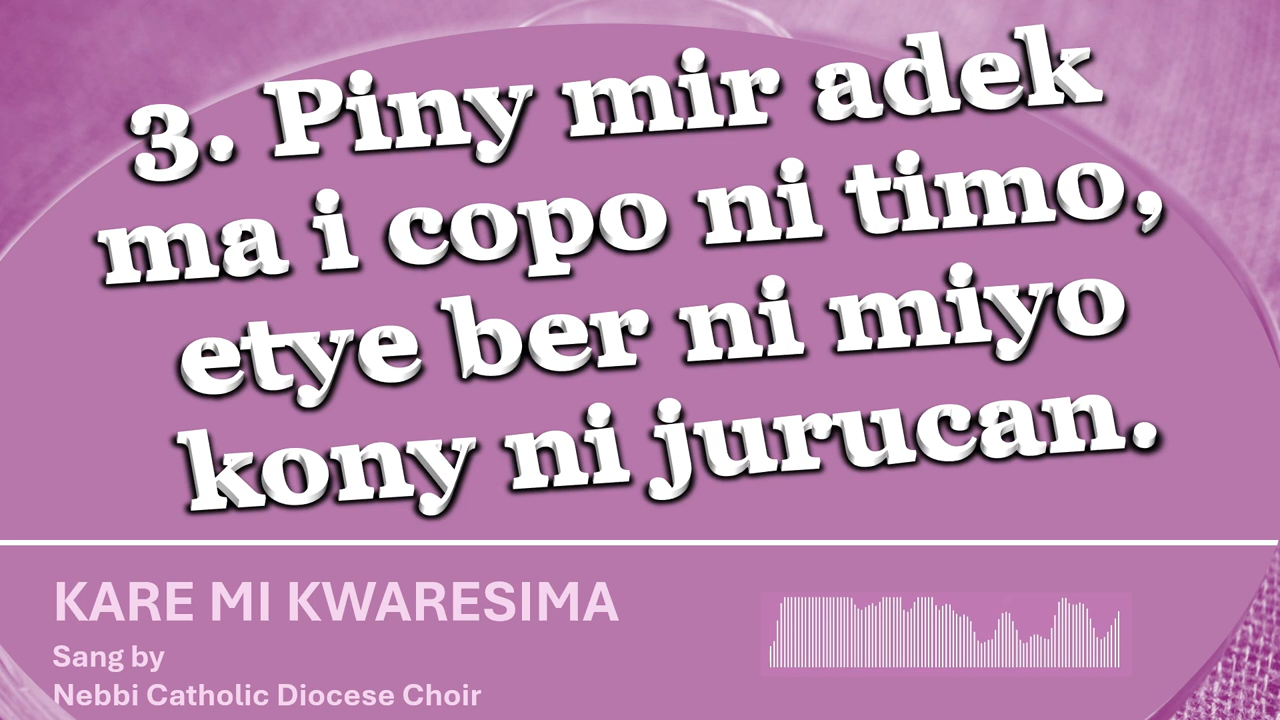 3. Piny mir adek
ma i copo ni timo,
etye ber ni miyo
kony ni jurucan.
KARE MI KWARESIMA
Sang by
Nebbi Catholic Diocese Choir